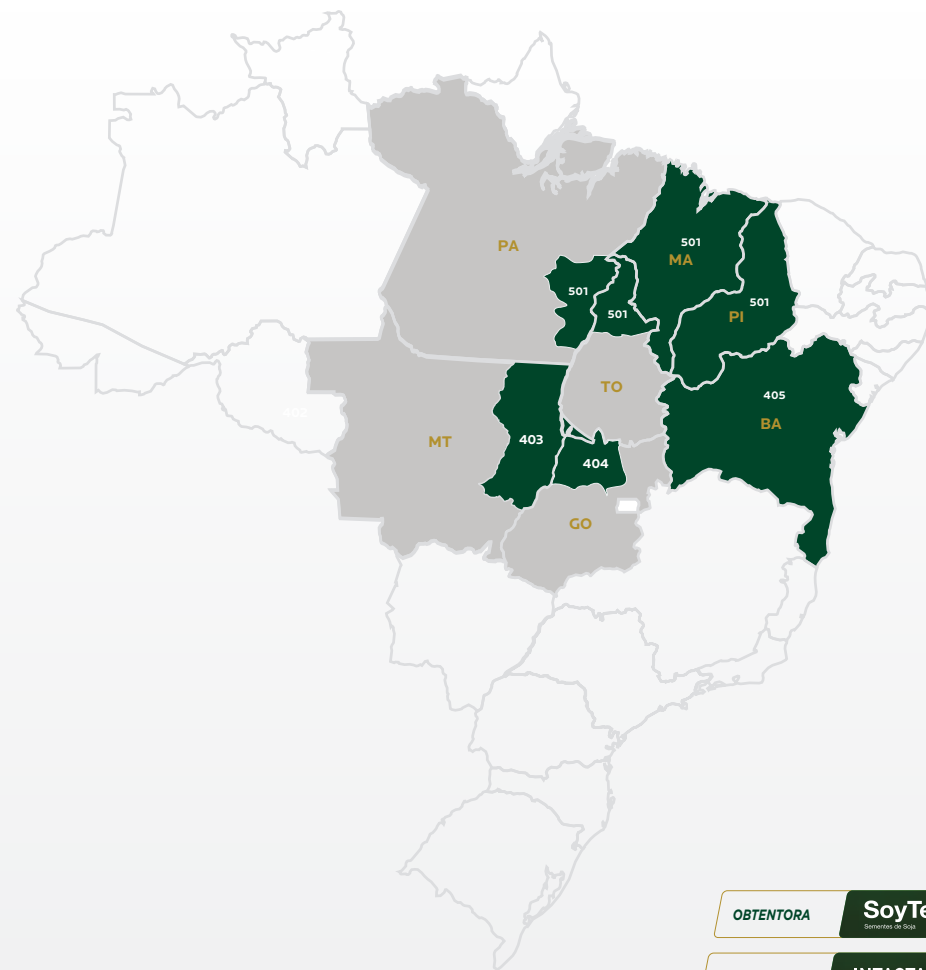 501
MA
PA
501
501
501
PI
TO
405
BA
402
MT
403
404
GO
OBTENTORA
SoyTe
Sementes de Soja